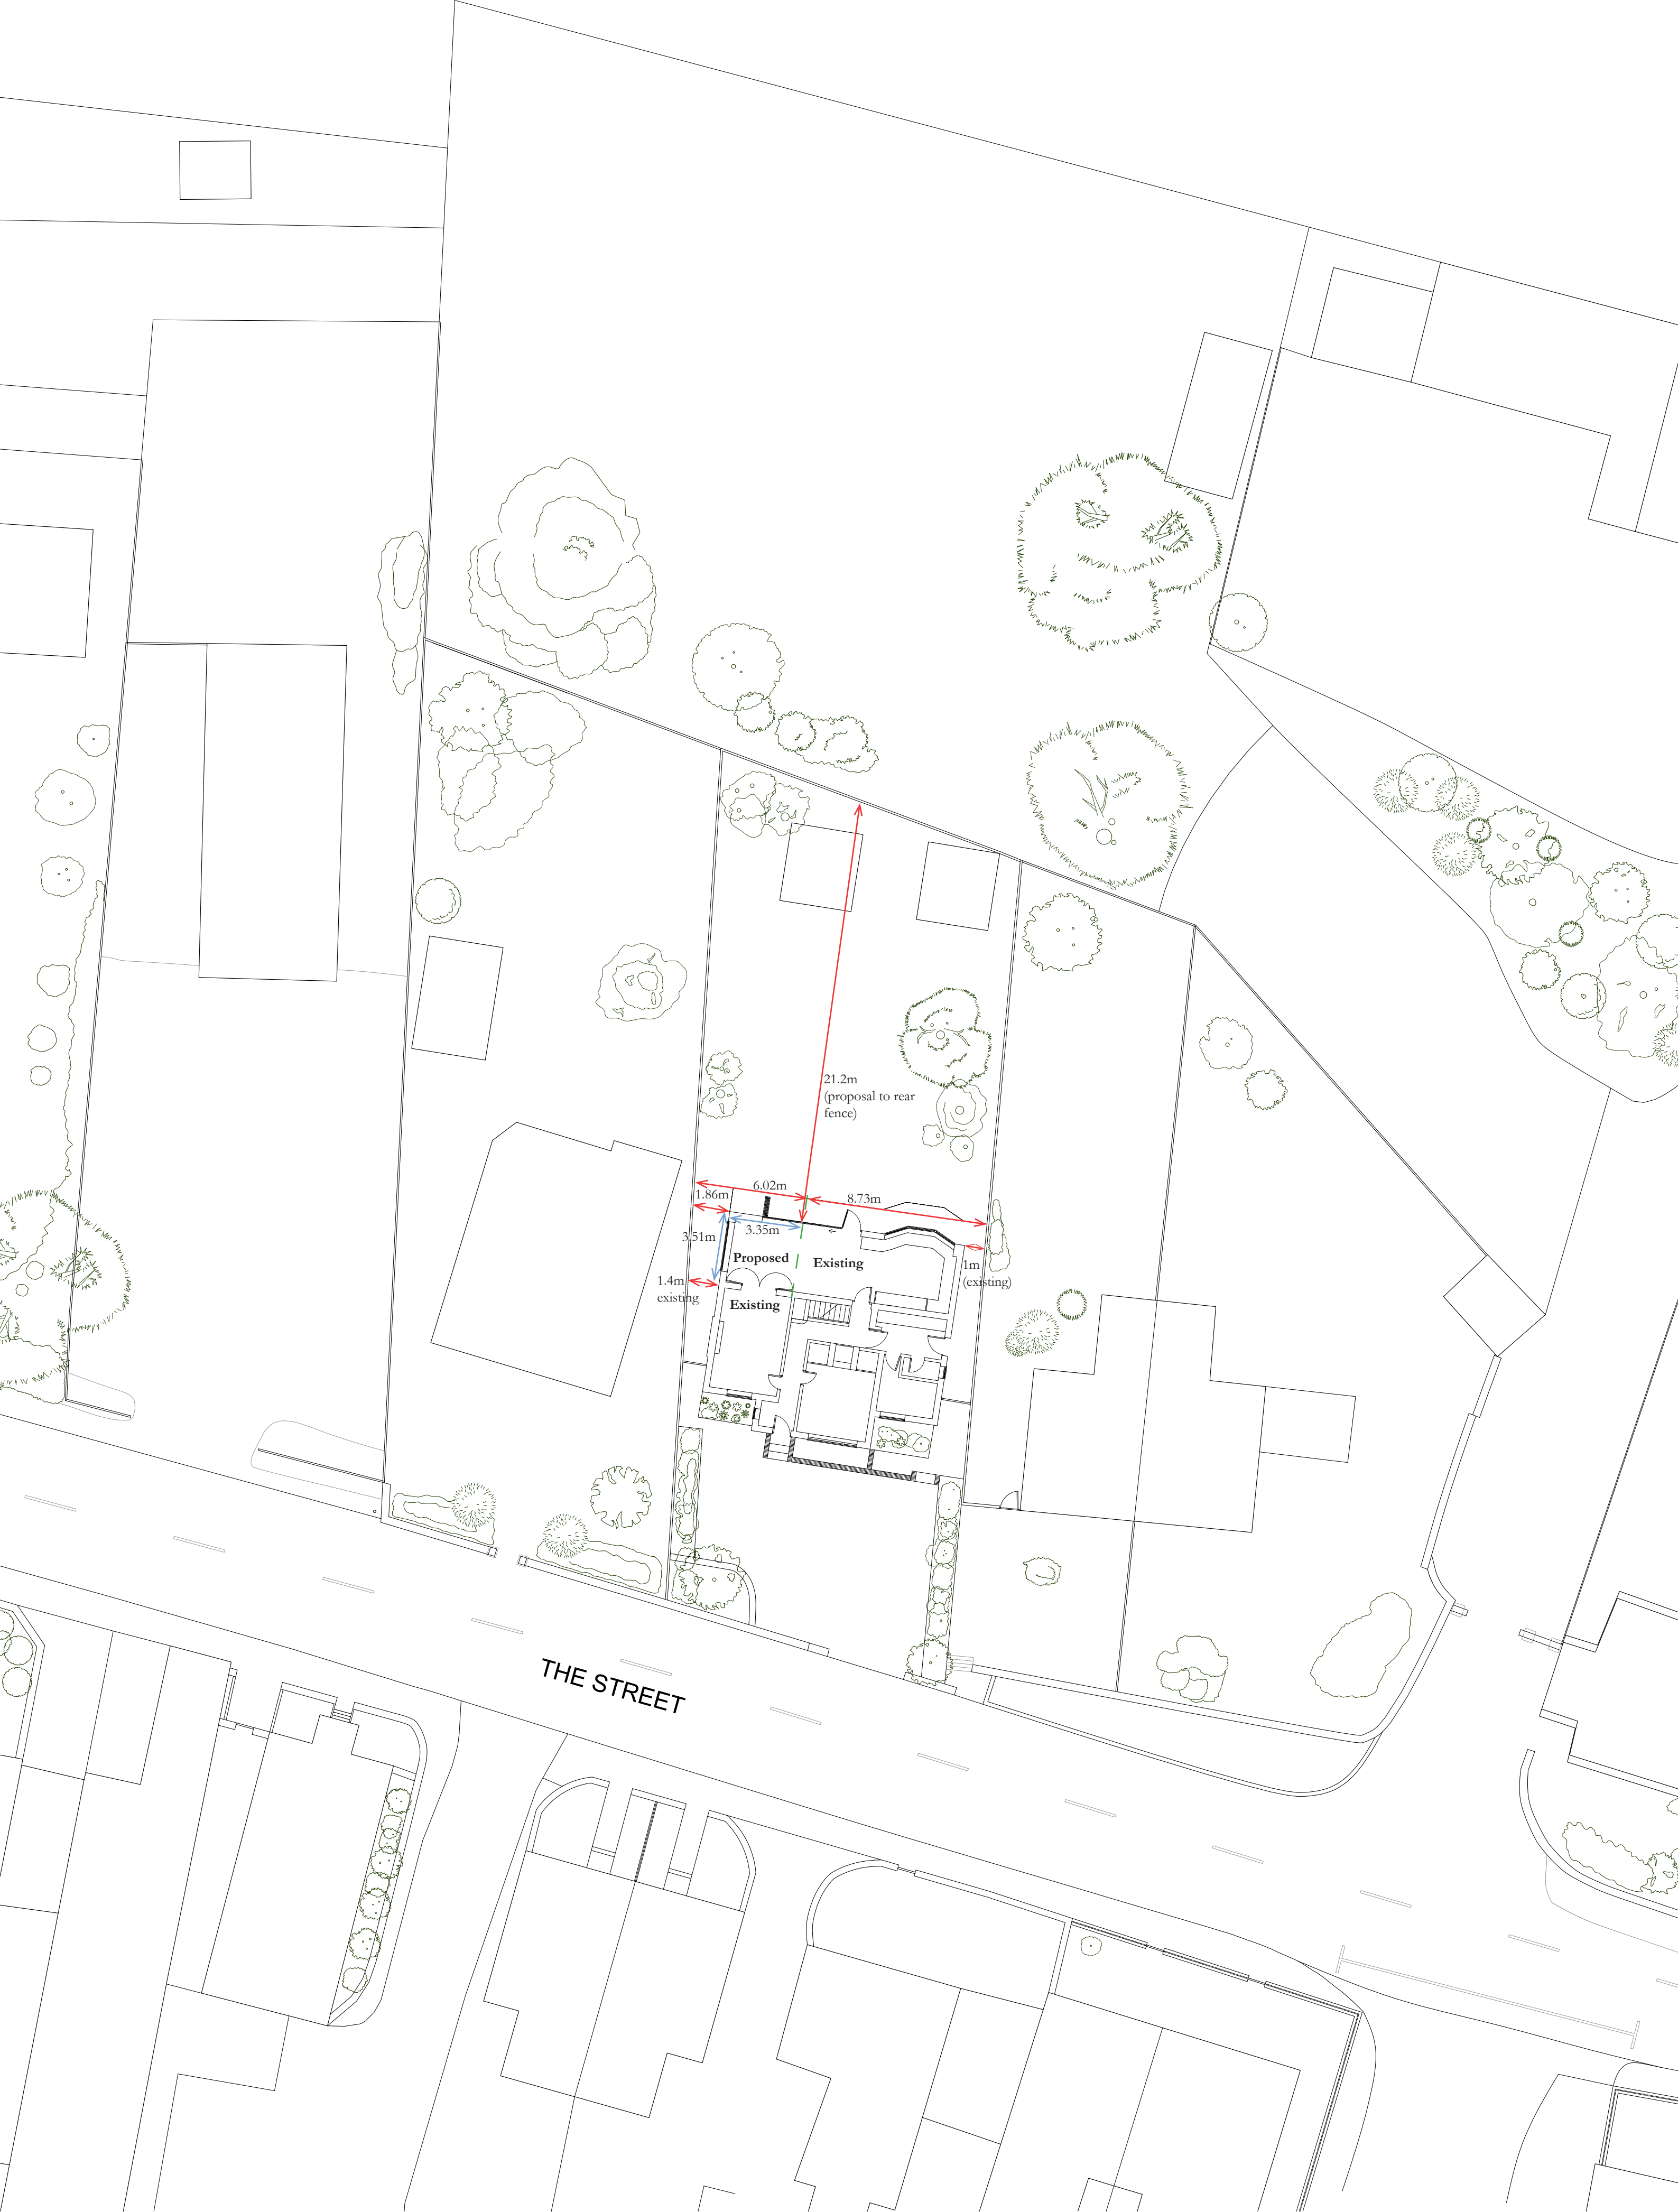 21.2m
(proposal to rear
fence)
6.02m
1.86m
8.73m
3.35m
3.51m
Proposed
Existing
1m
(existing)
1.4m
existing
Existing
THE STREET